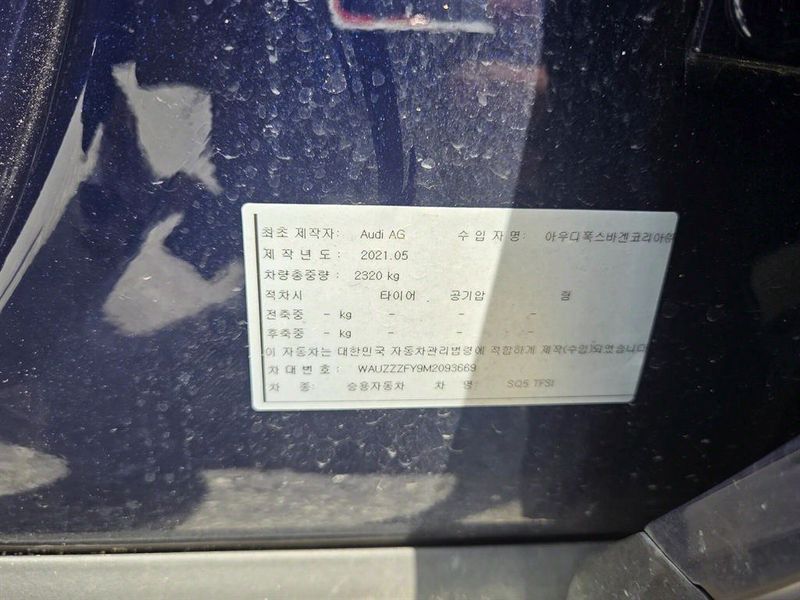 최초 제작자: Audi AG 수 입 자 명: 아우디폭스바겐코리아㈜
제 작 년 도 : 2021.05
차량총중량 : 2320 kg
적차시 타이어 공기압 림
전축중 - kg - - -
후축중 - kg - - -
이 자동차는 대한민국 자동차관리법령에 적합하게 제작(수입)되었습니다
차 대 번 호 : WAUZZZFY9M2093669
차 종: 승용자동차 차 명: SQ5 TFSI